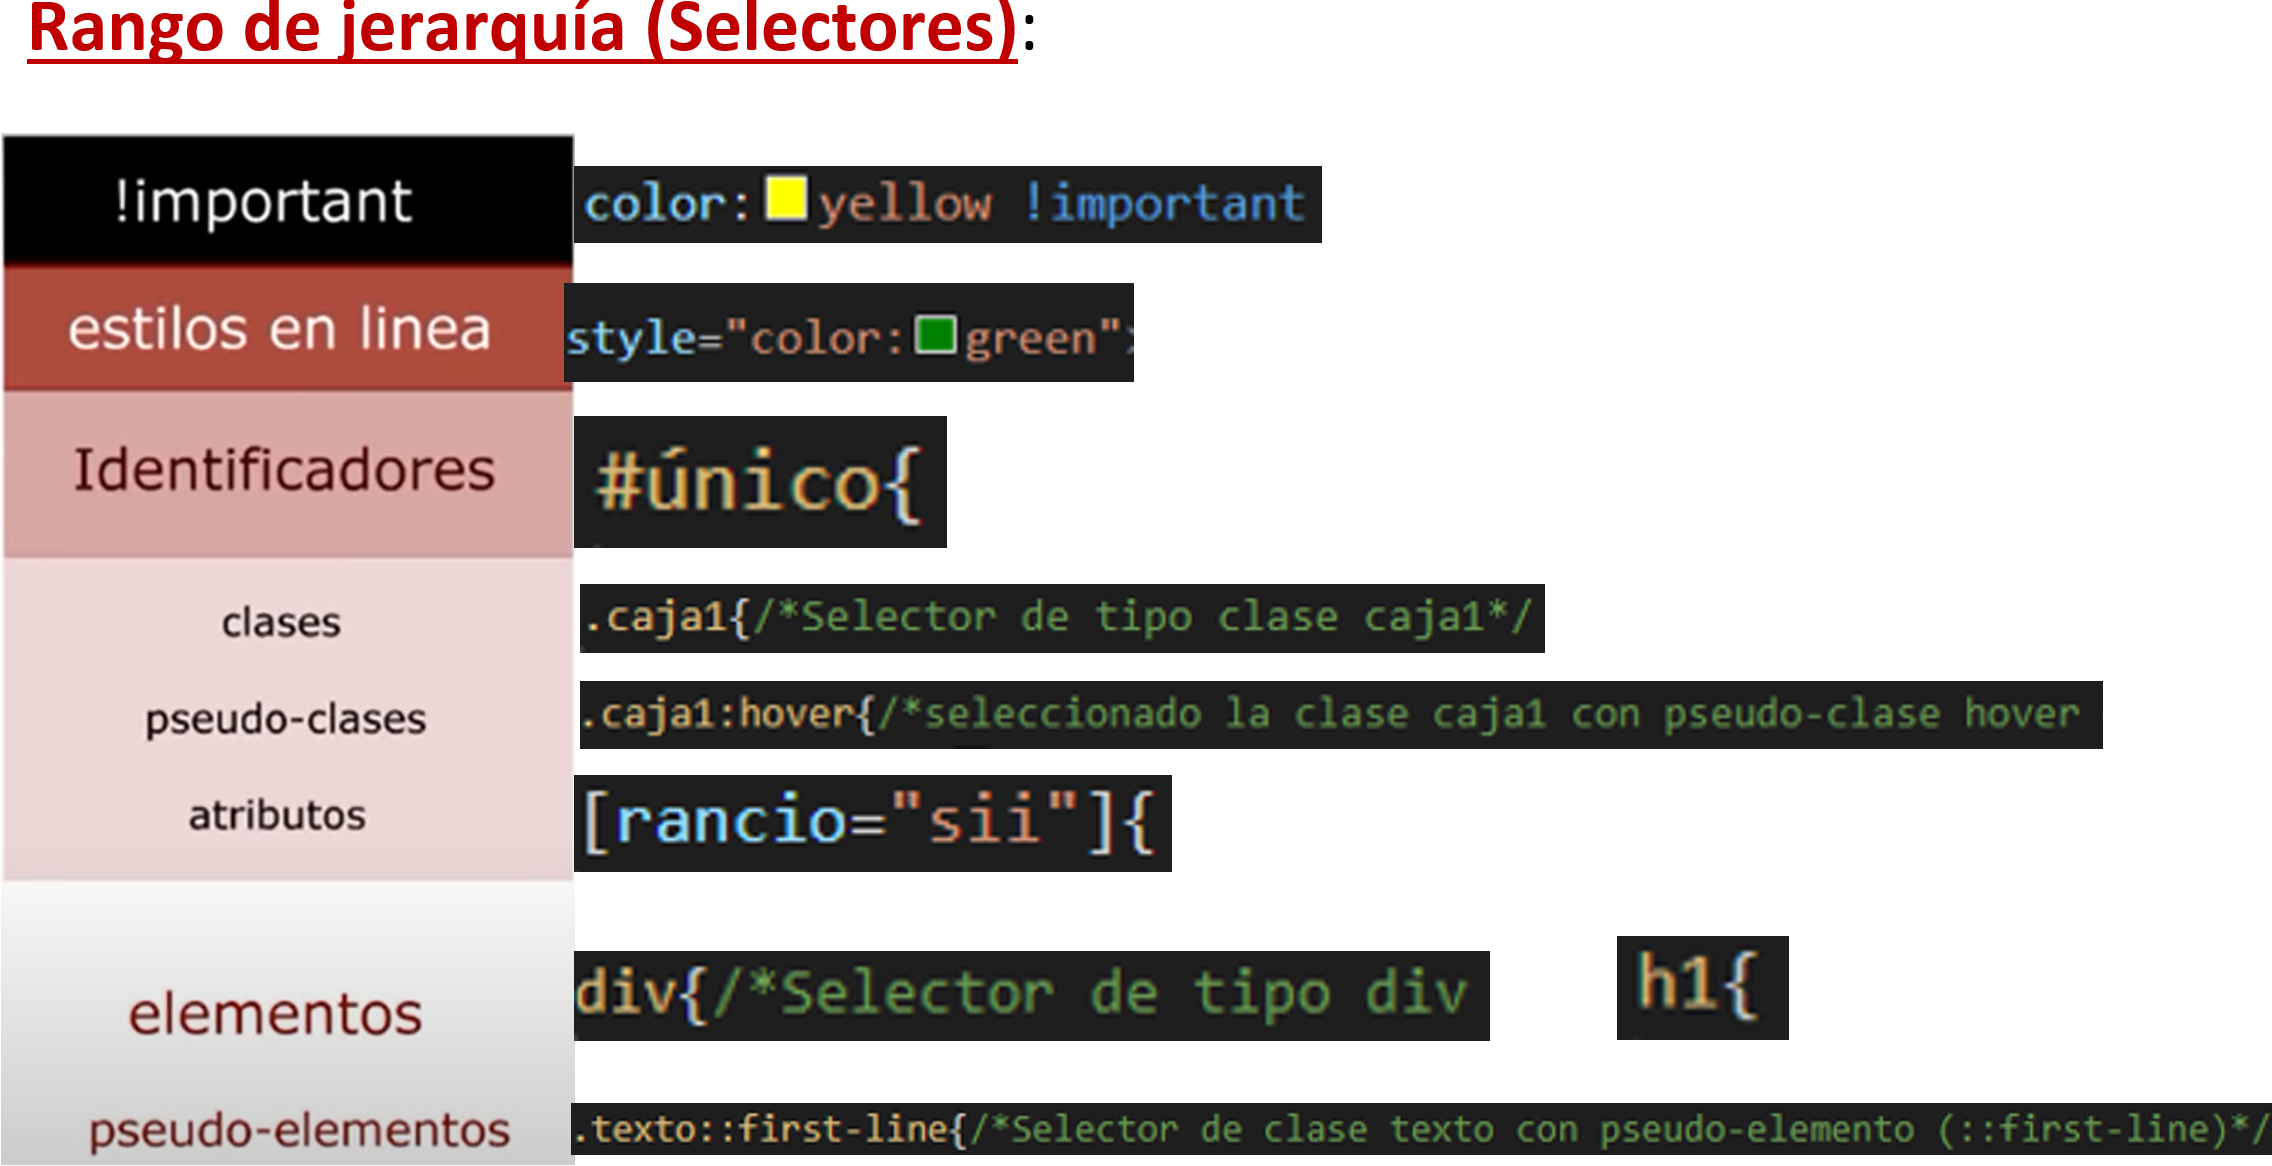 Rango de jerarquía (Selectores):
!important
color: yellow !important
estilos en linea
style="color: green">
Identificadores
#único{
clases
.caja1{/*Selector de tipo clase caja1*/
pseudo-clases
.caja1:hover{/*seleccionado la clase caja1 con pseudo-clase hover
atributos
[rancio="sii"]{
elementos
div{/*Selector de tipo div
h1{
pseudo-elementos
.texto::first-line{/*Selector de clase texto con pseudo-elemento (::first-line)*/